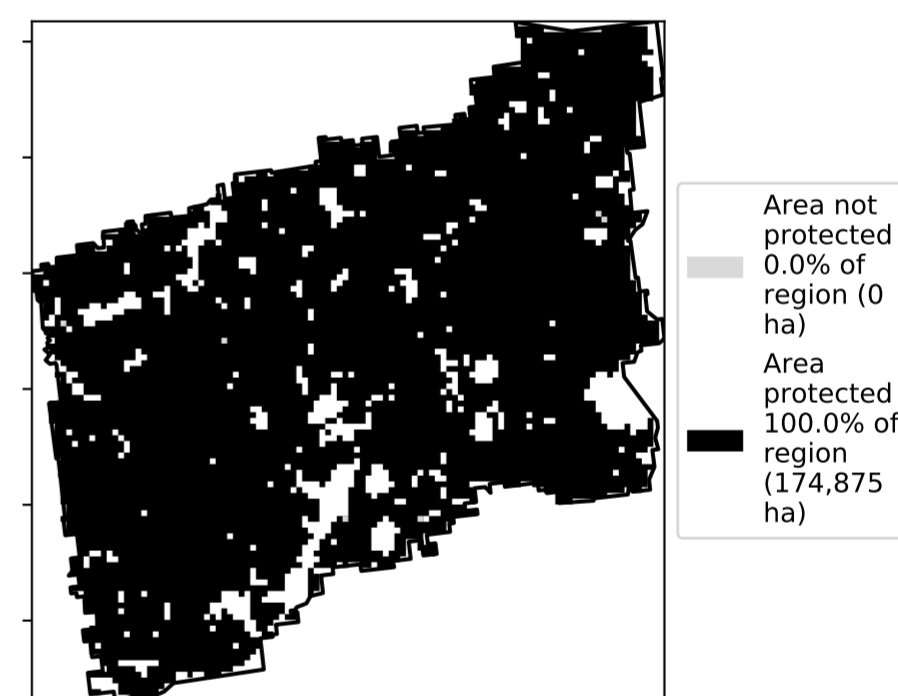 Area not
protected
0.0% of
region (0
ha)
Area
protected
100.0% of
region
(174,875
ha)